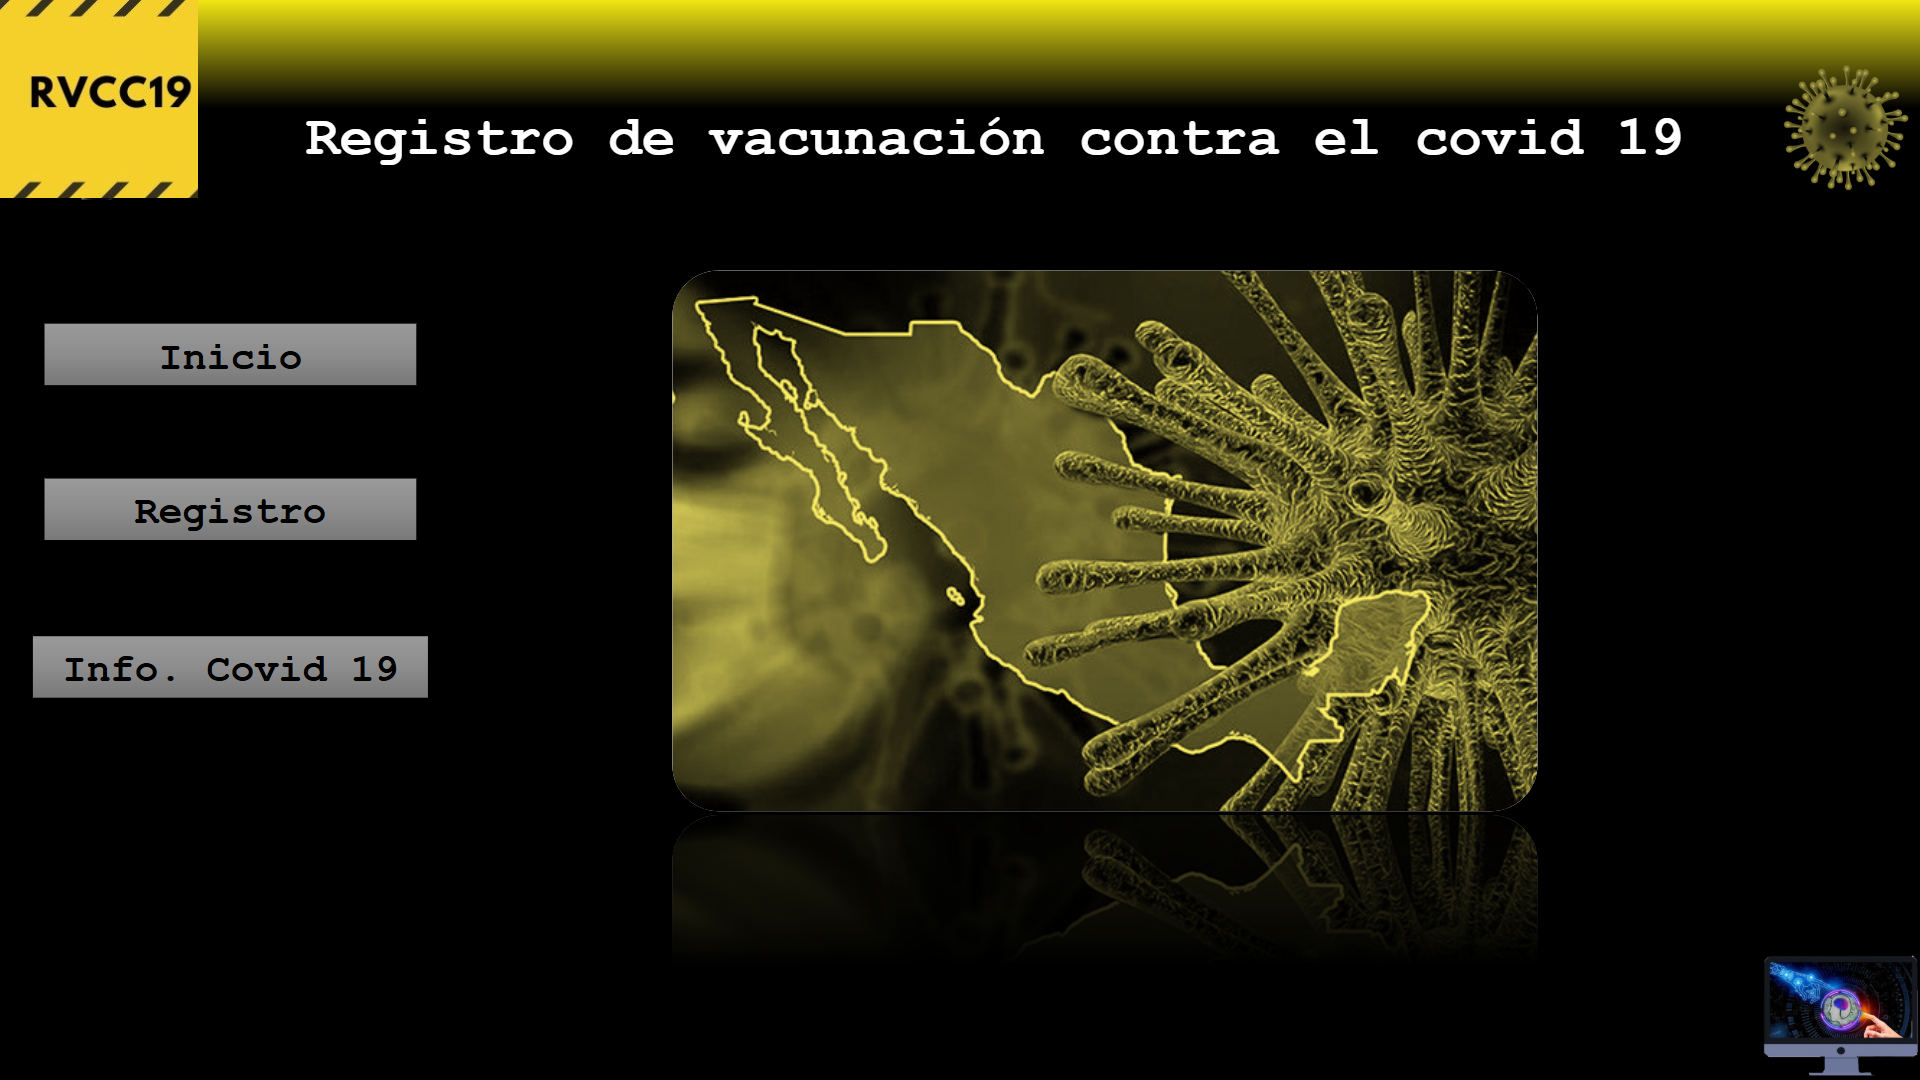 RVCC19
Registro de vacunación contra el covid 19
Inicio
Registro
Info. Covid 19